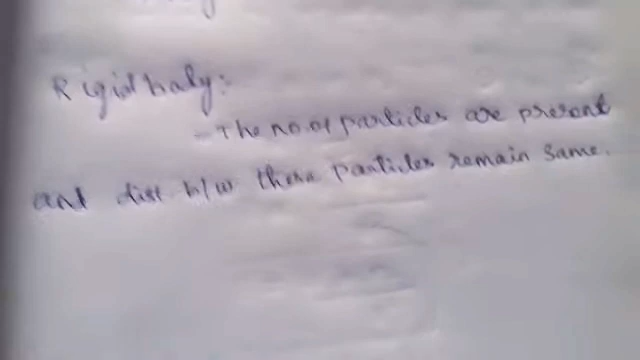 Rigid body:
- The no. of particles are present
and dist b/w these particles remain same.